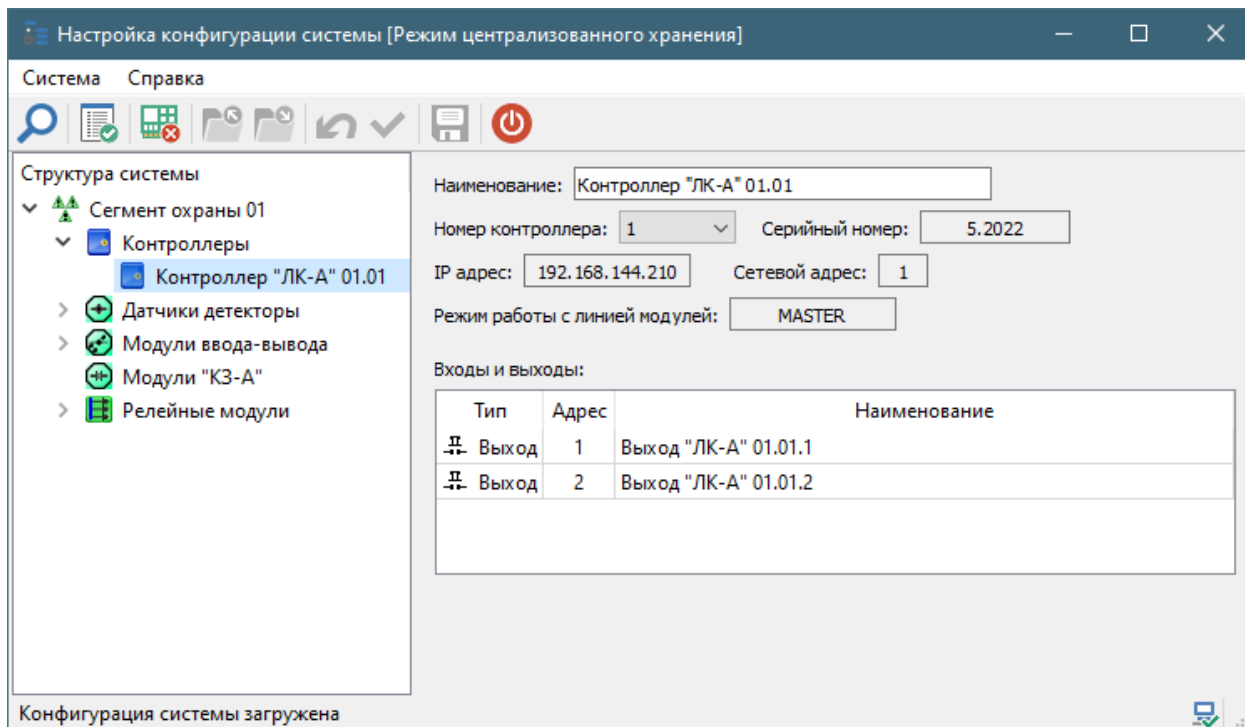 Настройка конфигурации системы [Режим централизованного хранения]
Система Справка
Структура системы
Сегмент охраны 01
Контроллеры
Контроллер "ЛК-А" 01.01
Датчики детекторы
Модули ввода-вывода
Модули "КЗ-А"
Релейные модули
Наименование: Контроллер "ЛК-А" 01.01
Номер контроллера: 1 Серийный номер: 5.2022
IP адрес: 192.168.144.210 Сетевой адрес: 1
Режим работы с линией модулей: MASTER
Входы и выходы:
Тип Адрес Наименование
Выход 1 Выход "ЛК-А" 01.01.1
Выход 2 Выход "ЛК-А" 01.01.2
Конфигурация системы загружена